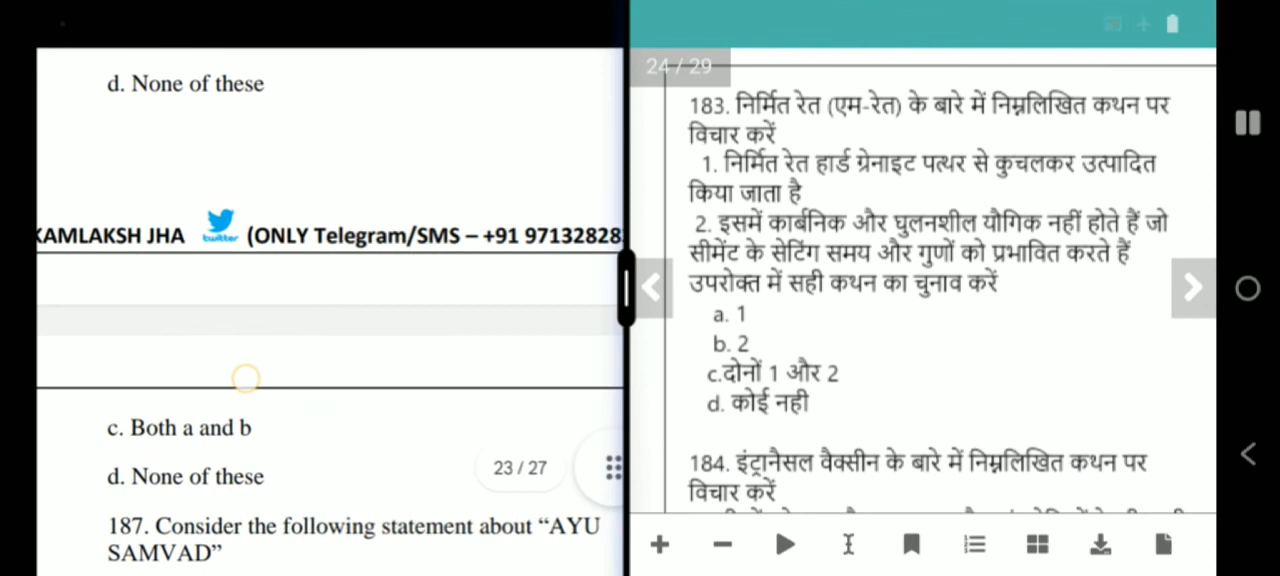 d. None of these
KAMLAKSH JHA twitter (ONLY Telegram/SMS – +91 97132828
c. Both a and b
d. None of these
23 / 27
187. Consider the following statement about “AYU
SAMVAD”
24 / 29
183. निर्मित रेत (एम-रेत) के बारे में निम्नलिखित कथन पर
विचार करें
1. निर्मित रेत हार्ड ग्रेनाइट पत्थर से कुचलकर उत्पादित
किया जाता है
2. इसमें कार्बनिक और घुलनशील यौगिक नहीं होते हैं जो
सीमेंट के सेटिंग समय और गुणों को प्रभावित करते हैं
उपरोक्त में सही कथन का चुनाव करें
a. 1
b. 2
c.दोनों 1 और 2
d. कोई नही
184. इंट्रानैसल वैक्सीन के बारे में निम्नलिखित कथन पर
विचार करें